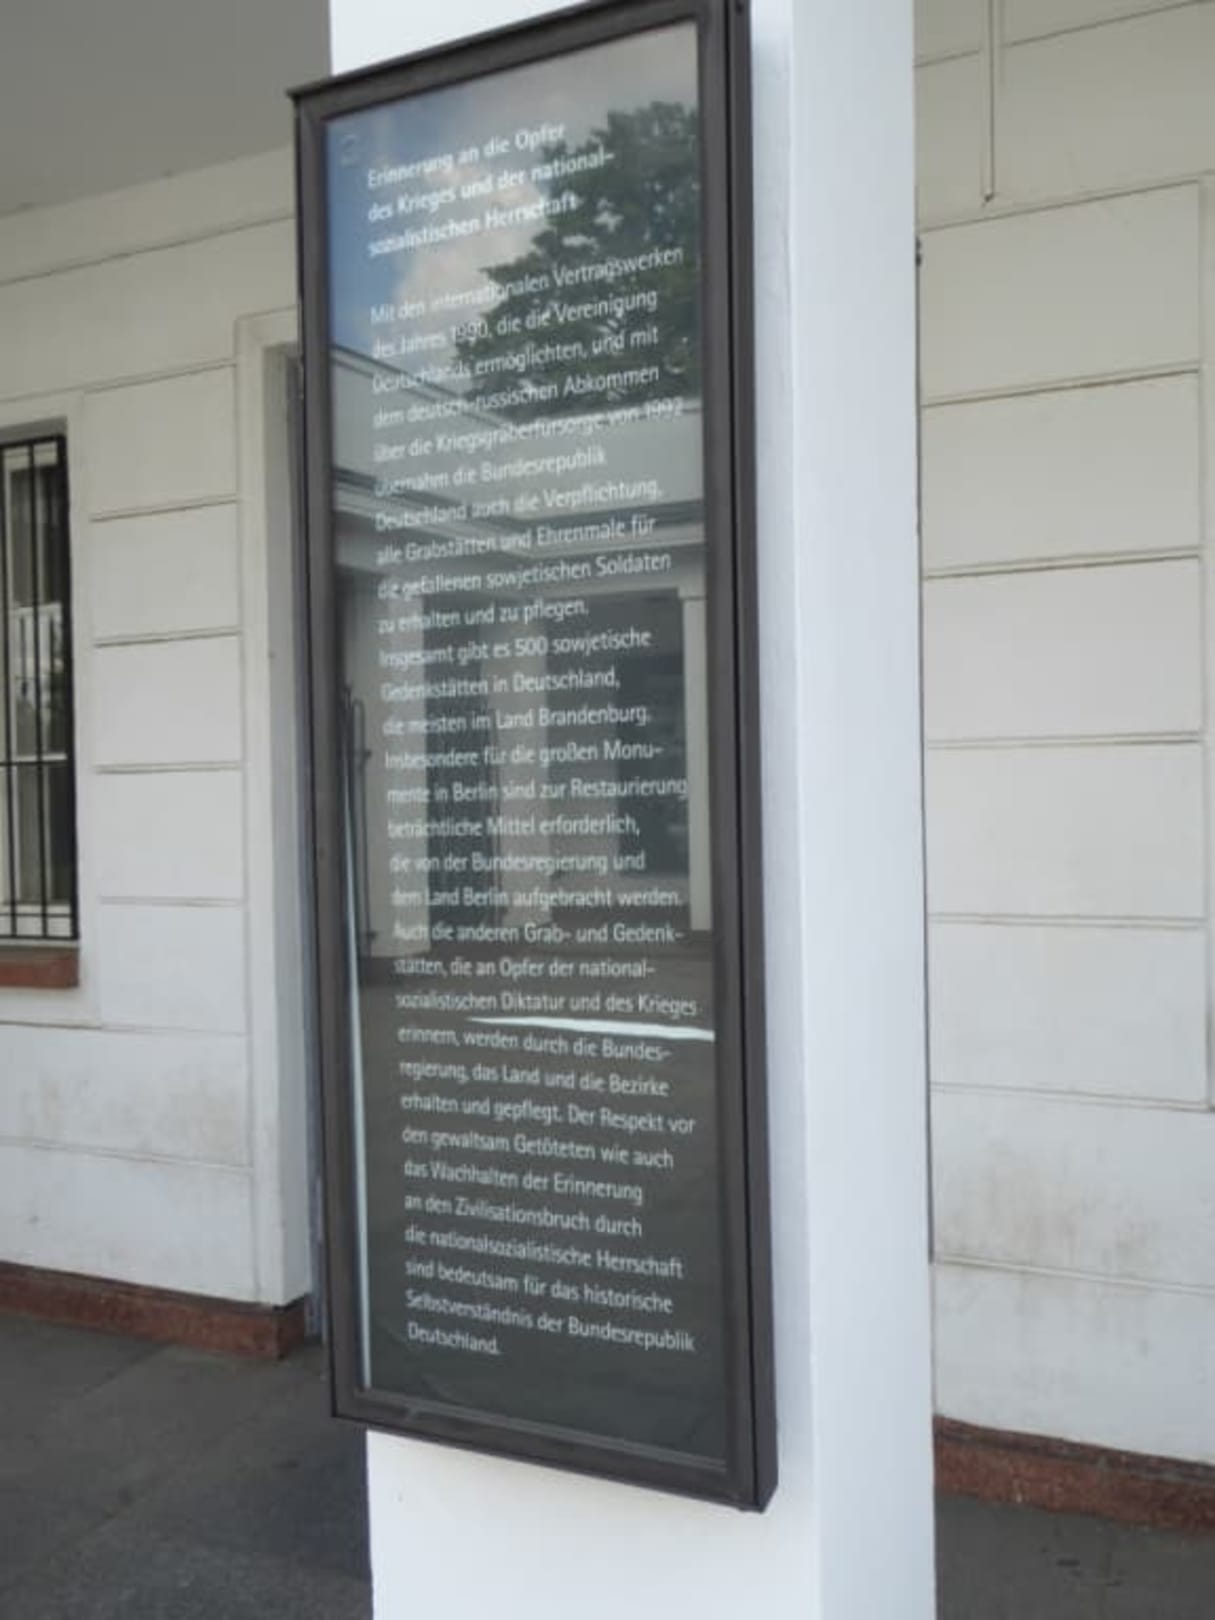 Erinnerung an die Opfer
des Krieges und der national-
sozialistischen Herrschaft
Mit den internationalen Vertragswerken
des Jahres 1990, die die Vereinigung
Deutschlands ermöglichten, und mit
dem deutsch-russischen Abkommen
über die Kriegsgräberfürsorge von 1992
übernahm die Bundesrepublik
Deutschland auch die Verpflichtung,
alle Grabstätten und Ehrenmale für
die gefallenen sowjetischen Soldaten
zu erhalten und zu pflegen.
Insgesamt gibt es 500 sowjetische
Gedenkstätten in Deutschland,
die meisten im Land Brandenburg.
Insbesondere für die großen Monu-
mente in Berlin sind zur Restaurierung
beträchtliche Mittel erforderlich,
die von der Bundesregierung und
dem Land Berlin aufgebracht werden.
Auch die anderen Grab- und Gedenk-
stätten, die an Opfer der national-
sozialistischen Diktatur und des Krieges
erinnern, werden durch die Bundes-
regierung, das Land und die Bezirke
erhalten und gepflegt. Der Respekt vor
den gewaltsam Getöteten wie auch
das Wachhalten der Erinnerung
an den Zivilisationsbruch durch
die nationalsozialistische Herrschaft
sind bedeutsam für das historische
Selbstverständnis der Bundesrepublik
Deutschland.